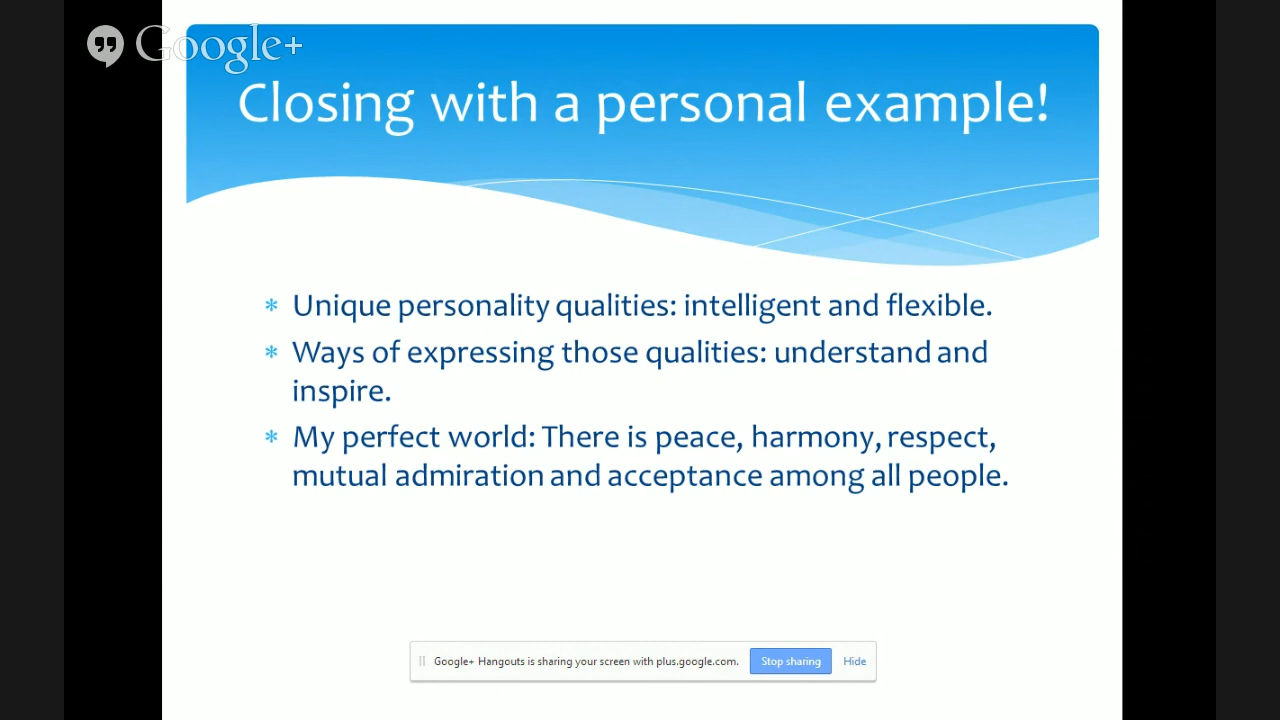 Google+
Closing with a personal example!
* Unique personality qualities: intelligent and flexible.
* Ways of expressing those qualities: understand and
inspire.
* My perfect world: There is peace, harmony, respect,
mutual admiration and acceptance among all people.
Google+ Hangouts is sharing your screen with plus.google.com. Stop sharing Hide